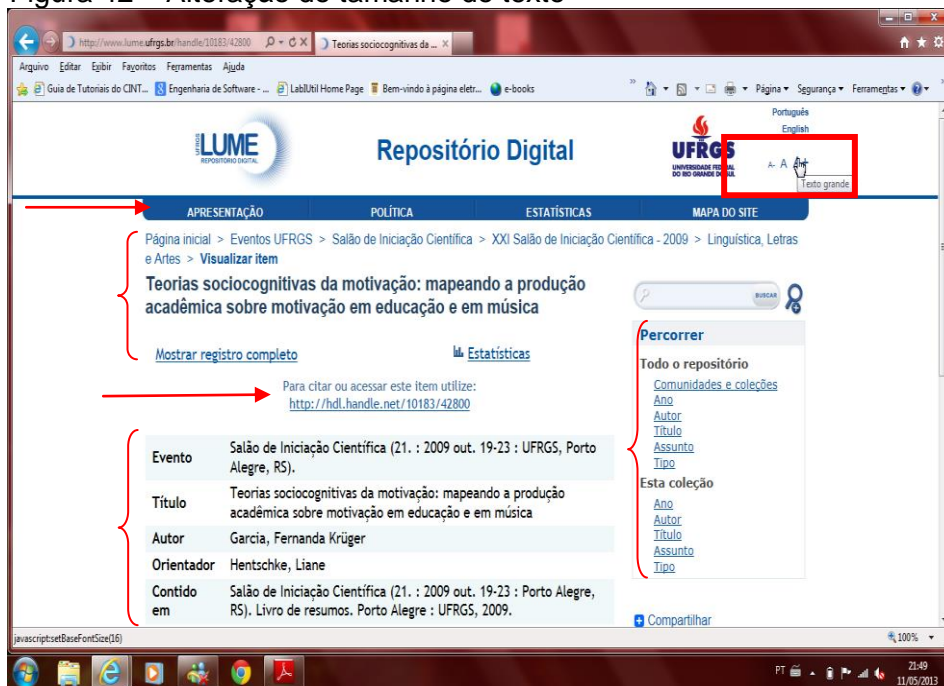 Figura 42 – Alteração do tamanho do texto
http://www.lume.ufrgs.br/handle/10183/42800
Teorias sociocognitivas da ...
Arquivo Editar Exibir Favoritos Ferramentas Ajuda
Guia de Tutoriais do CINT... Engenharia de Software - ... LabIUtil Home Page Bem-vindo à página eletr... e-books Página Segurança Ferramentas
Português
English
UFRGS
LUME
REPOSITÓRIO DIGITAL
Repositório Digital
UFRGS
UNIVERSIDADE FEDERAL
DO RIO GRANDE DO SUL
A- A A+
Texto grande
APRESENTAÇÃO POLÍTICA ESTATÍSTICAS MAPA DO SITE
Página inicial > Eventos UFRGS > Salão de Iniciação Científica > XXI Salão de Iniciação Científica - 2009 > Linguística, Letras
e Artes > Visualizar item
Teorias sociocognitivas da motivação: mapeando a produção
acadêmica sobre motivação em educação e em música
Mostrar registro completo Estatísticas
Para citar ou acessar este item utilize:
http://hdl.handle.net/10183/42800
Evento Salão de Iniciação Científica (21. : 2009 out. 19-23 : UFRGS, Porto
Alegre, RS).
Título Teorias sociocognitivas da motivação: mapeando a produção
acadêmica sobre motivação em educação e em música
Autor Garcia, Fernanda Krüger
Orientador Hentschke, Liane
Contido em Salão de Iniciação Científica (21. : 2009 out. 19-23 : Porto Alegre,
RS). Livro de resumos. Porto Alegre : UFRGS, 2009.
BUSCAR
Percorrer
Todo o repositório
Comunidades e coleções
Ano
Autor
Título
Assunto
Tipo
Esta coleção
Ano
Autor
Título
Assunto
Tipo
Compartilhar
javascript:setBaseFontSize(16) 100%
PT 21:49
11/05/2013